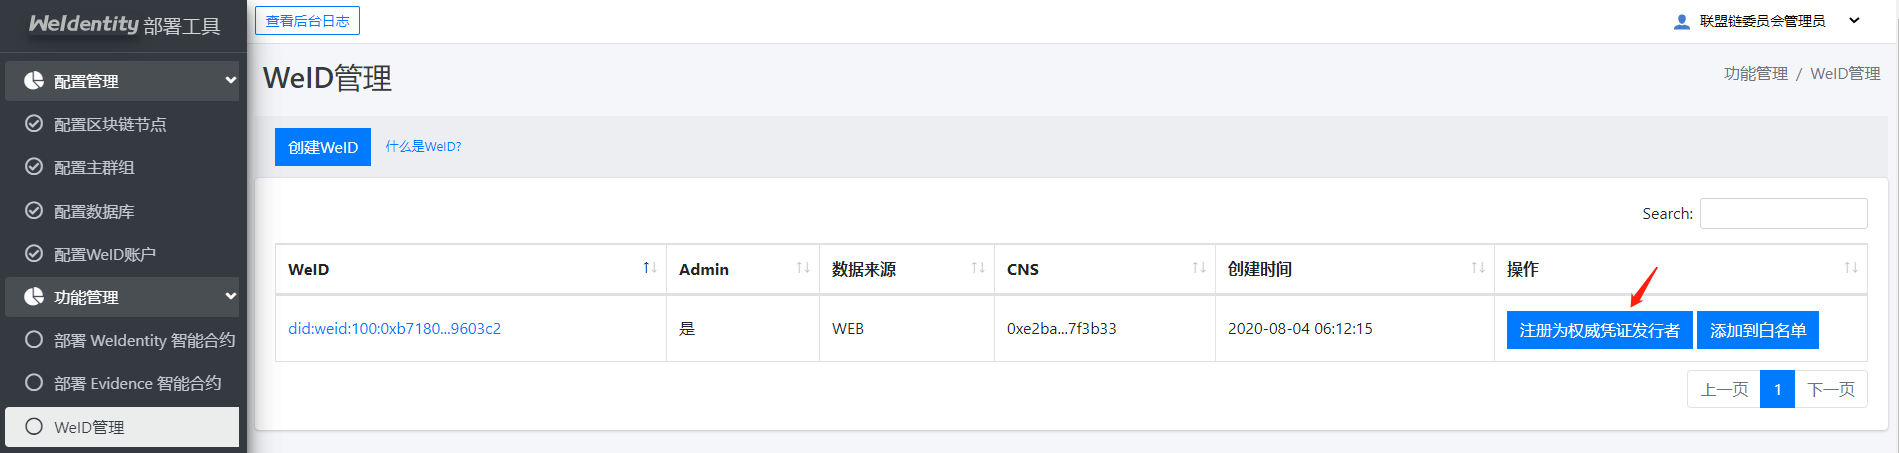 WeIdentity 部署工具
配置管理
配置区块链节点
配置主群组
配置数据库
配置WeID账户
功能管理
部署 WeIdentity 智能合约
部署 Evidence 智能合约
WeID管理
查看后台日志
联盟链委员会管理员
WeID管理
功能管理 / WeID管理
创建WeID 什么是WeID?
Search:
WeID Admin 数据来源 CNS 创建时间 操作
did:weid:100:0xb7180...9603c2 是 WEB 0xe2ba...7f3b33 2020-08-04 06:12:15 注册为权威凭证发行者 添加到白名单
上一页 1 下一页